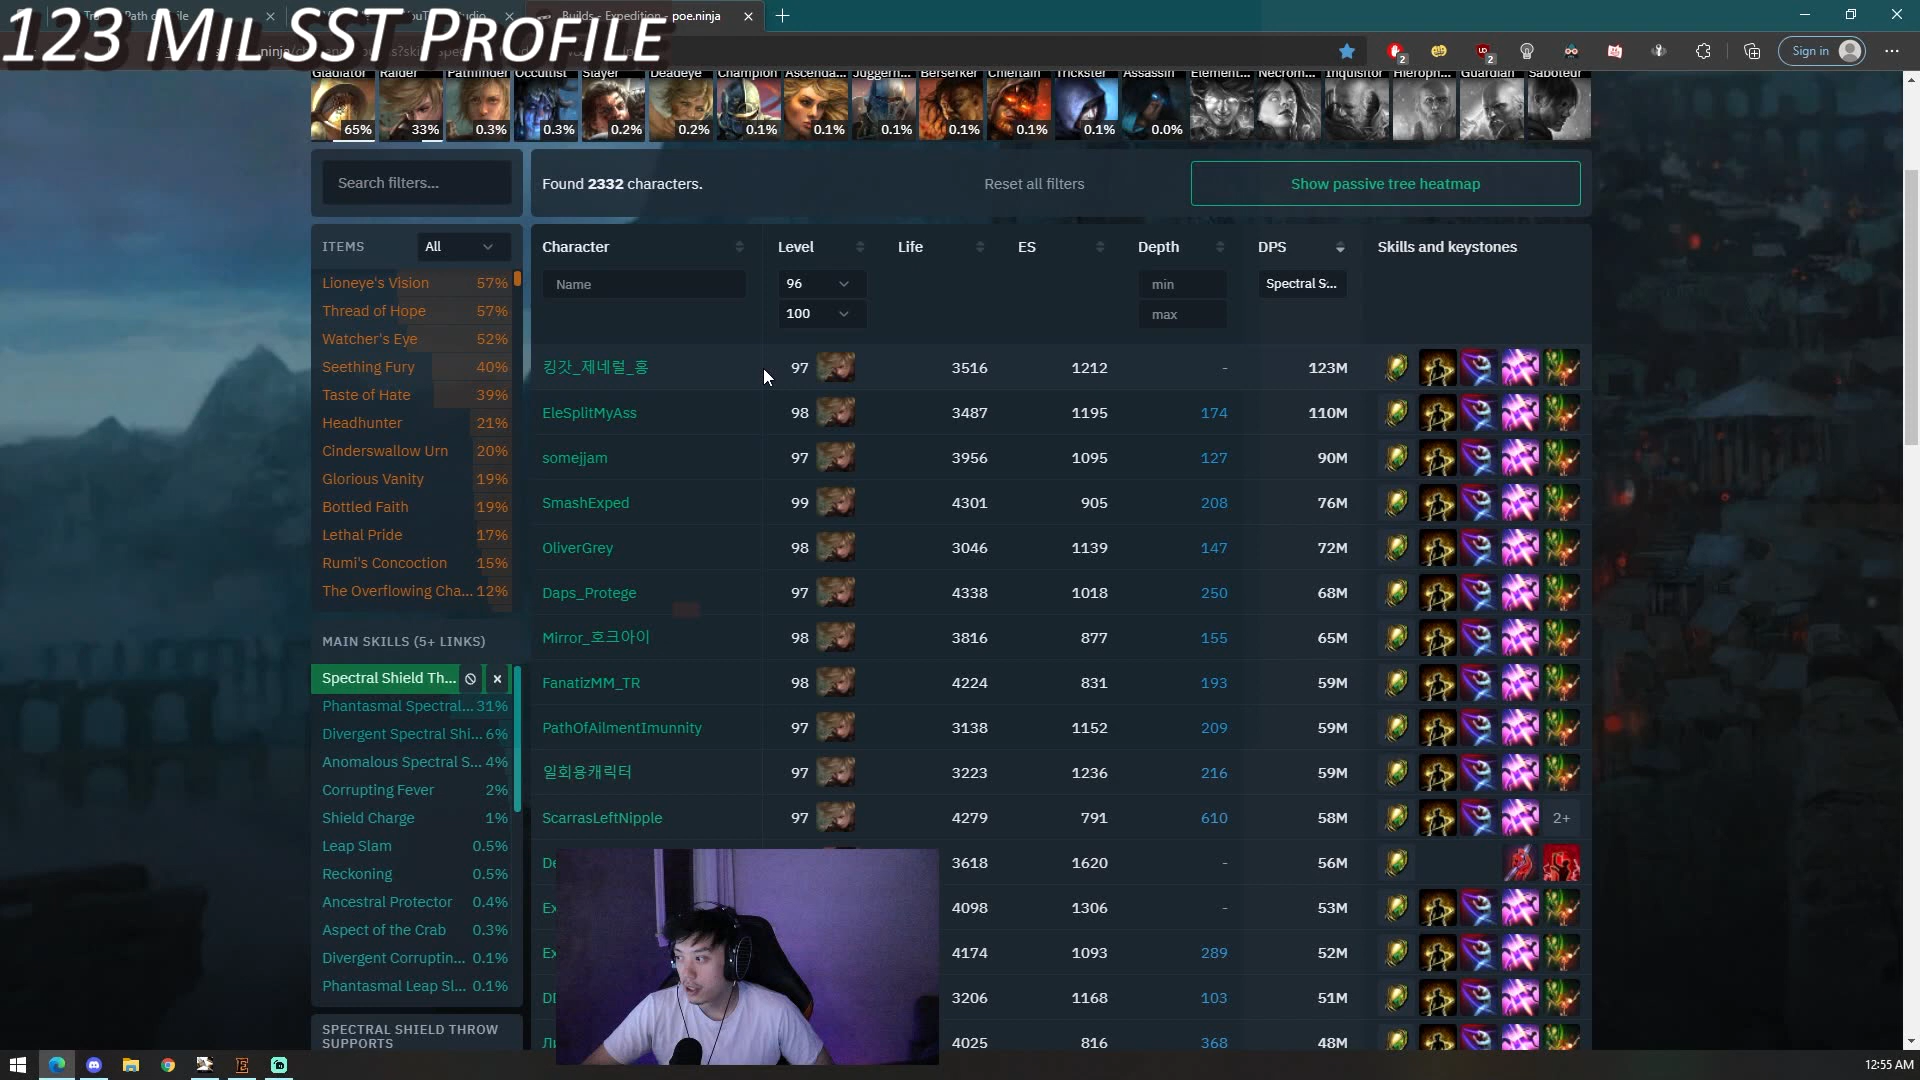 123 Mil SST Profile
Builds - Expedition - poe.ninja
Sign in
2
2
Gladiator Raider Pathfinder Occultist Slayer Deadeye Champion Ascenda... Juggern... Berserker Chieftain Trickster Assassin Element... Necrom... Inquisitor Hieroph... Guardian Saboteur
65% 33% 0.3% 0.3% 0.2% 0.2% 0.1% 0.1% 0.1% 0.1% 0.1% 0.1% 0.0%
Search filters...
Found 2332 characters.
Reset all filters
Show passive tree heatmap
ITEMS All
Lioneye's Vision 57%
Thread of Hope 57%
Watcher's Eye 52%
Seething Fury 40%
Taste of Hate 39%
Headhunter 21%
Cinderswallow Urn 20%
Glorious Vanity 19%
Bottled Faith 19%
Lethal Pride 17%
Rumi's Concoction 15%
The Overflowing Cha... 12%
MAIN SKILLS (5+ LINKS)
Spectral Shield Th...
Phantasmal Spectral... 31%
Divergent Spectral Shi... 6%
Anomalous Spectral S... 4%
Corrupting Fever 2%
Shield Charge 1%
Leap Slam 0.5%
Reckoning 0.5%
Ancestral Protector 0.4%
Aspect of the Crab 0.3%
Divergent Corruptin... 0.1%
Phantasmal Leap Sl... 0.1%
SPECTRAL SHIELD THROW
SUPPORTS
Character Level Life ES Depth DPS Skills and keystones
Name 96 min Spectral S...
100 max
킹갓_제네럴_홍 97 3516 1212 - 123M
EleSplitMyAss 98 3487 1195 174 110M
somejjam 97 3956 1095 127 90M
SmashExped 99 4301 905 208 76M
OliverGrey 98 3046 1139 147 72M
Daps_Protege 97 4338 1018 250 68M
Mirror_호크아이 98 3816 877 155 65M
FanatizMM_TR 98 4224 831 193 59M
PathOfAilmentImunnity 97 3138 1152 209 59M
일회용캐릭터 97 3223 1236 216 59M
ScarrasLeftNipple 97 4279 791 610 58M 2+
3618 1620 - 56M
4098 1306 - 53M
4174 1093 289 52M
3206 1168 103 51M
4025 816 368 48M
12:55 AM